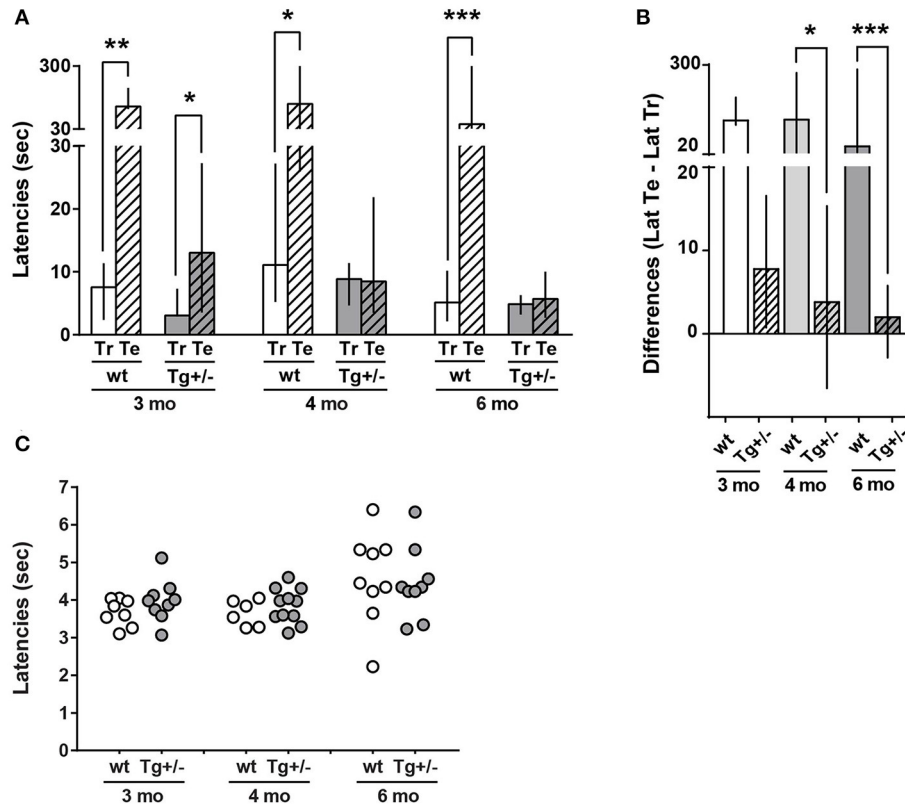 A
**
*
*
***
300
30
30
20
10
0
Latencies (sec)
Tr Te Tr Te Tr Te Tr Te Tr Te Tr Te
wt Tg+/- wt Tg+/- wt Tg+/-
3 mo 4 mo 6 mo
B
*
***
300
20
20
10
0
Differences (Lat Te - Lat Tr)
wt Tg+/- wt Tg+/- wt Tg+/-
3 mo 4 mo 6 mo
C
7
6
5
4
3
2
1
0
Latencies (sec)
wt Tg+/- wt Tg+/- wt Tg+/-
3 mo 4 mo 6 mo